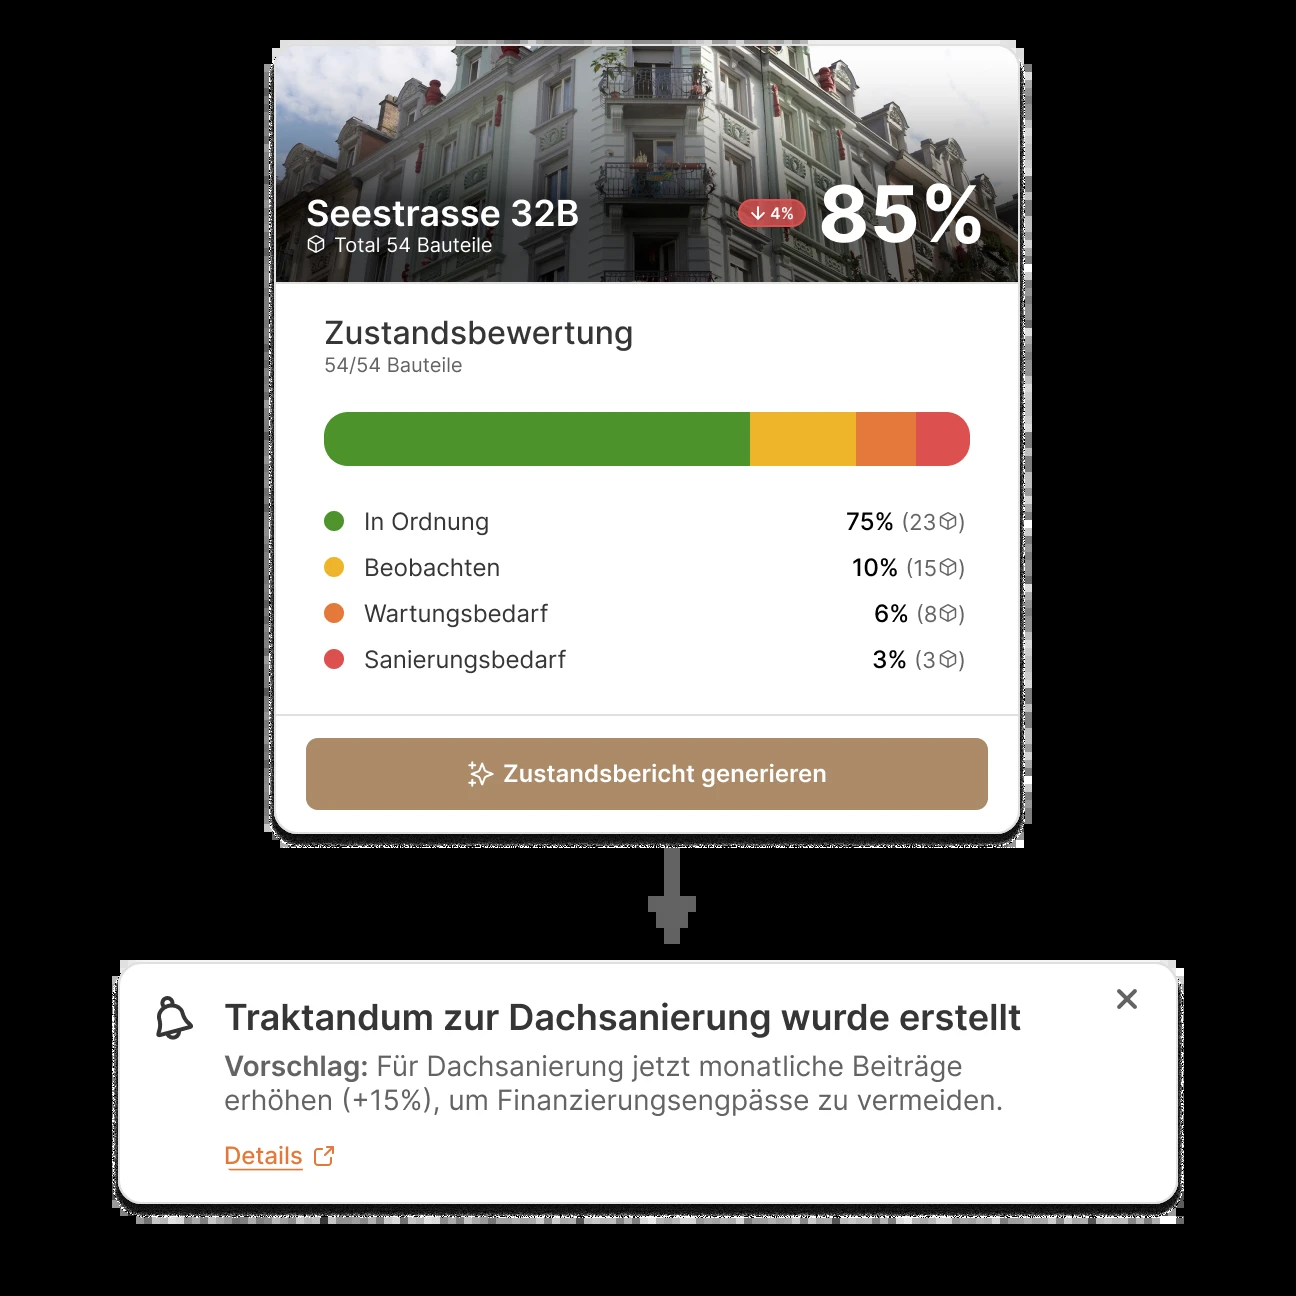 Seestrasse 32B
Total 54 Bauteile
4%
85%
Zustandsbewertung
54/54 Bauteile
In Ordnung 75% (23)
Beobachten 10% (15)
Wartungsbedarf 6% (8)
Sanierungsbedarf 3% (3)
Zustandsbericht generieren
Traktandum zur Dachsanierung wurde erstellt
Vorschlag: Für Dachsanierung jetzt monatliche Beiträge
erhöhen (+15%), um Finanzierungsengpässe zu vermeiden.
Details